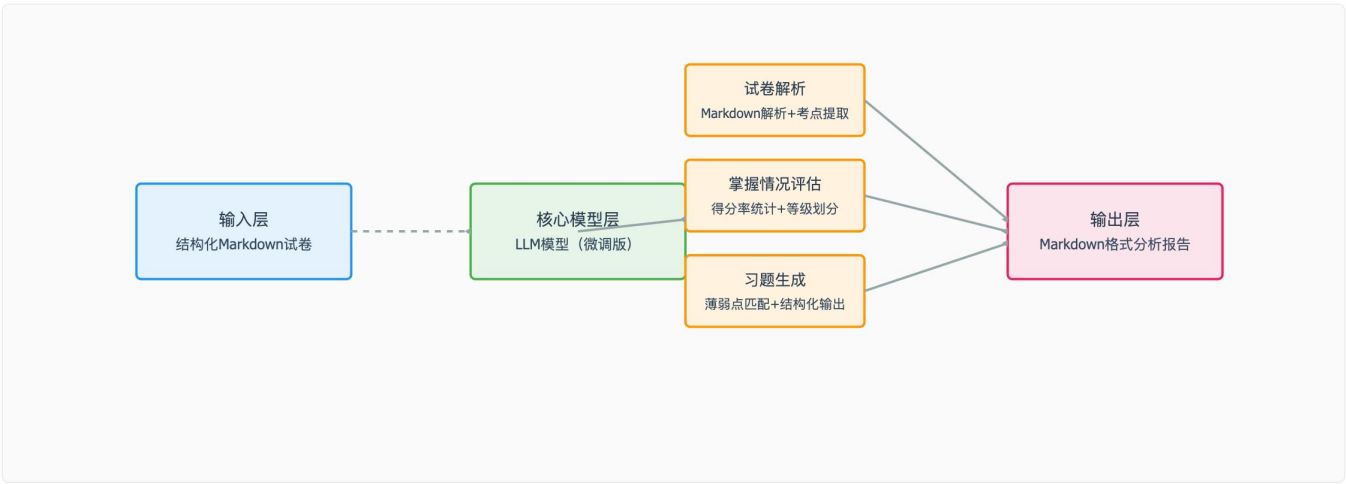 输入层
结构化Markdown试卷
核心模型层
LLM模型（微调版）
试卷解析
Markdown解析+考点提取
掌握情况评估
得分率统计+等级划分
习题生成
薄弱点匹配+结构化输出
输出层
Markdown格式分析报告